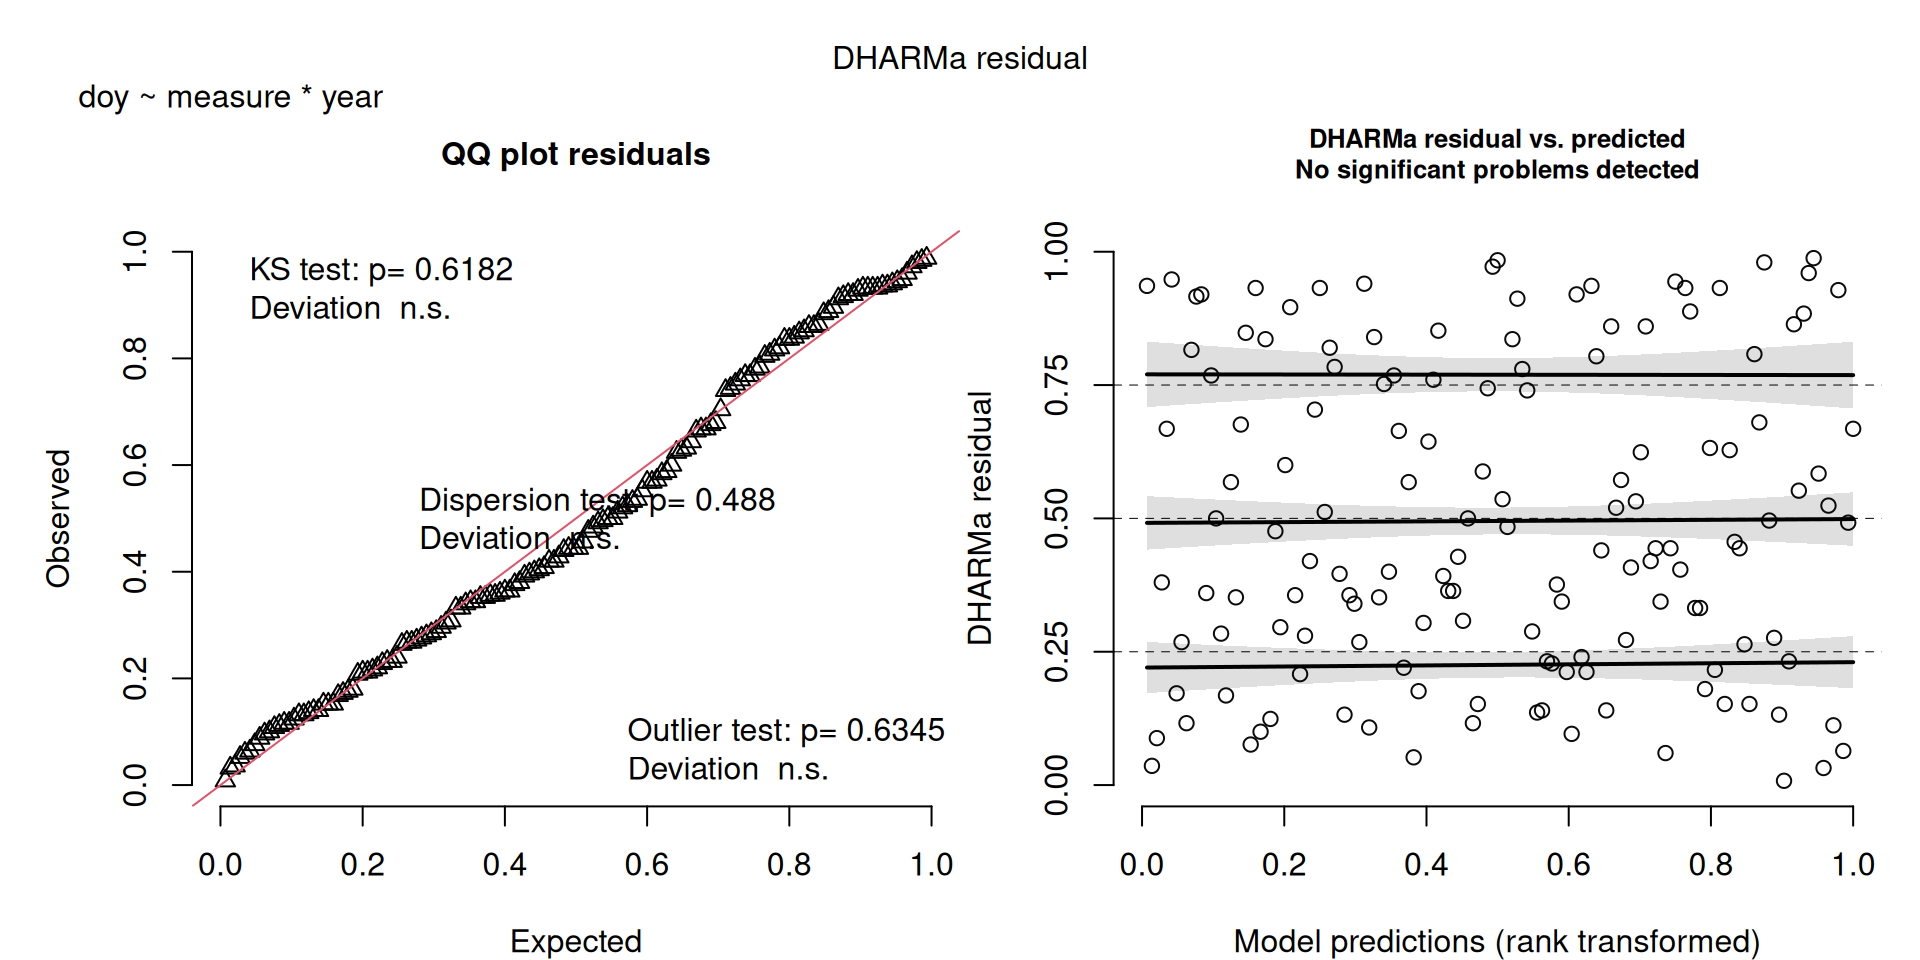 DHARMa residual
doy ~ measure * year
QQ plot residuals
KS test: p= 0.6182
Deviation  n.s.
Dispersion test: p= 0.488
Deviation  n.s.
Outlier test: p= 0.6345
Deviation  n.s.
Observed
0.0 0.2 0.4 0.6 0.8 1.0
0.0 0.2 0.4 0.6 0.8 1.0
Expected
DHARMa residual vs. predicted
No significant problems detected
DHARMa residual
0.00 0.25 0.50 0.75 1.00
0.0 0.2 0.4 0.6 0.8 1.0
Model predictions (rank transformed)